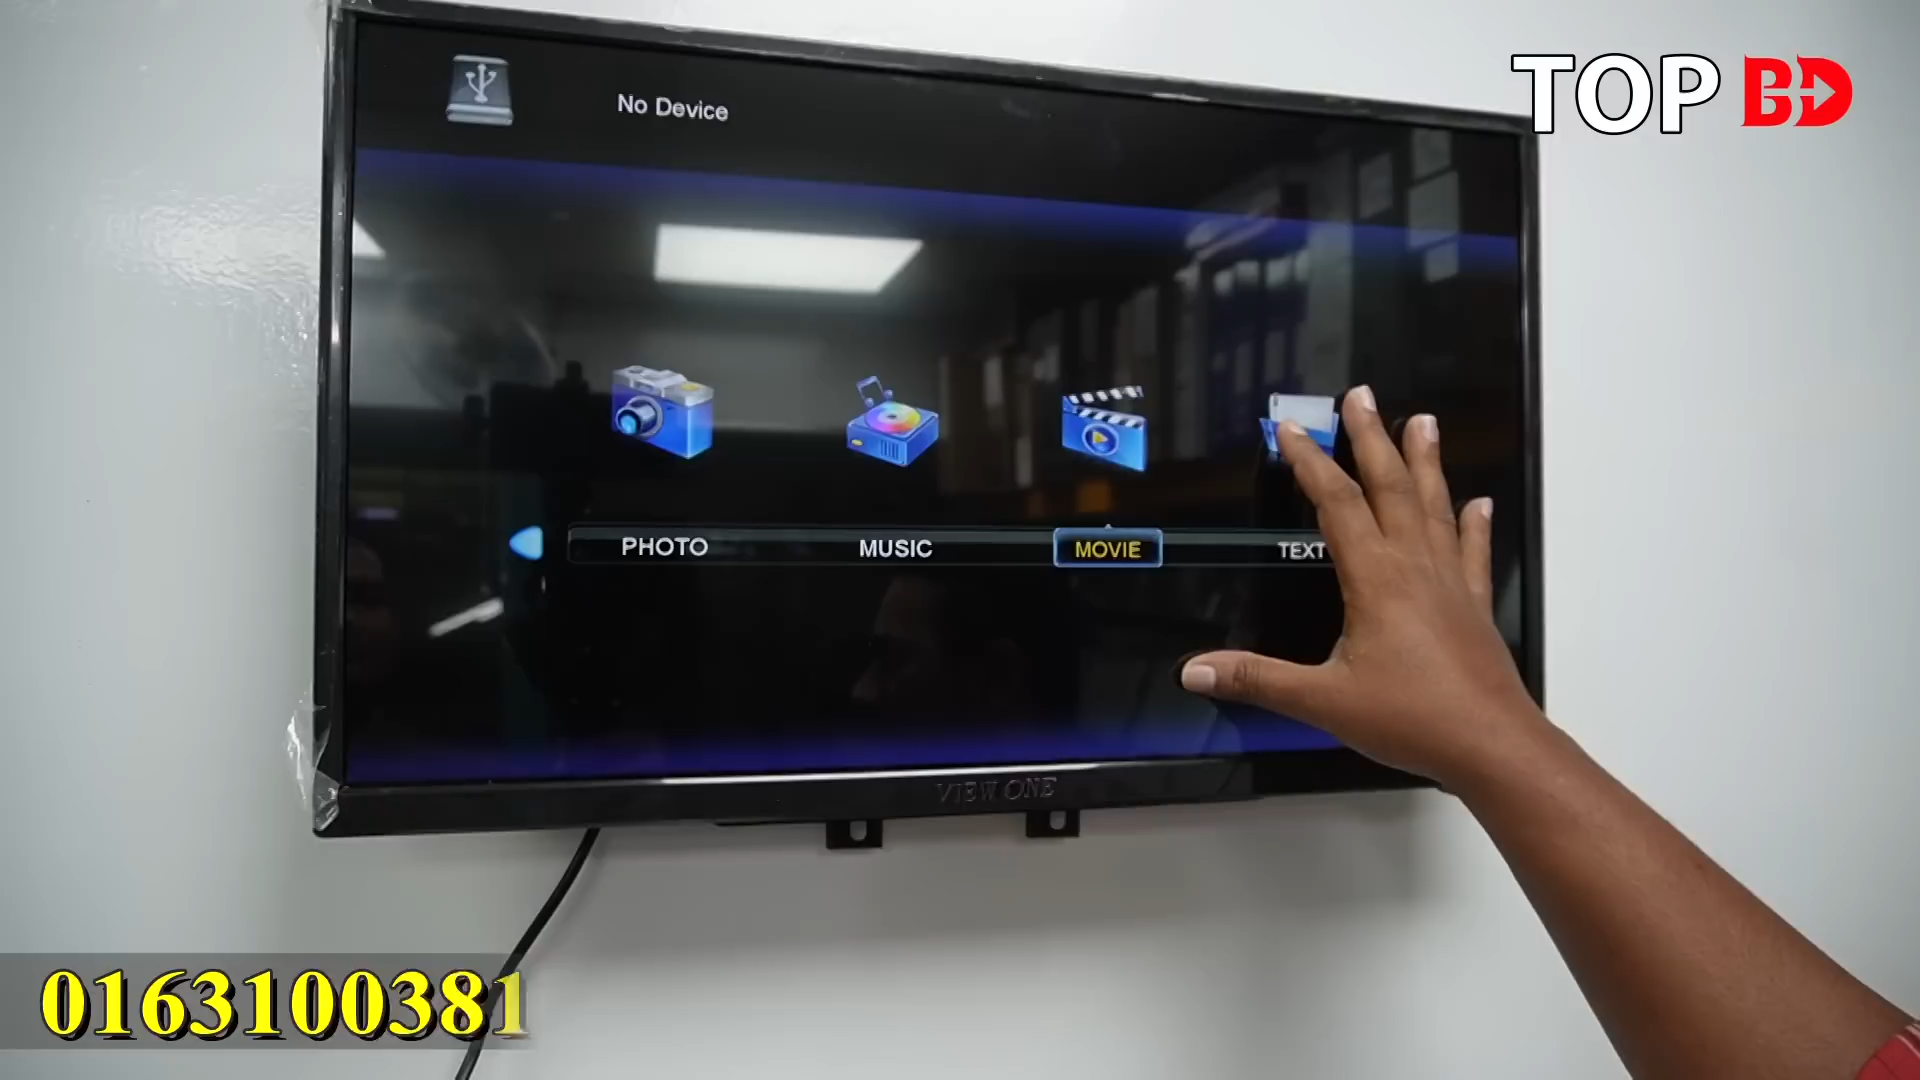 TOP BD
No Device
PHOTO MUSIC MOVIE TEXT
VIEW ONE
0163100381